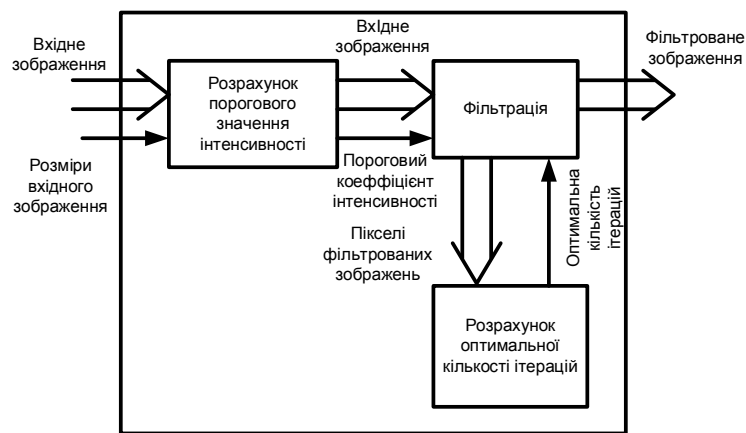 Вхідне
зображення
Розміри
вхідного
зображення
Розрахунок
порогового
значення
інтенсивності
ВхІдне
зображення
Пороговий
коеффіцієнт
інтенсивності
Фільтрація
Фільтроване
зображення
Пікселі
фільтрованих
зображень
Оптимальна
кількість
ітерацій
Розрахунок
оптимальної
кількості ітерацій